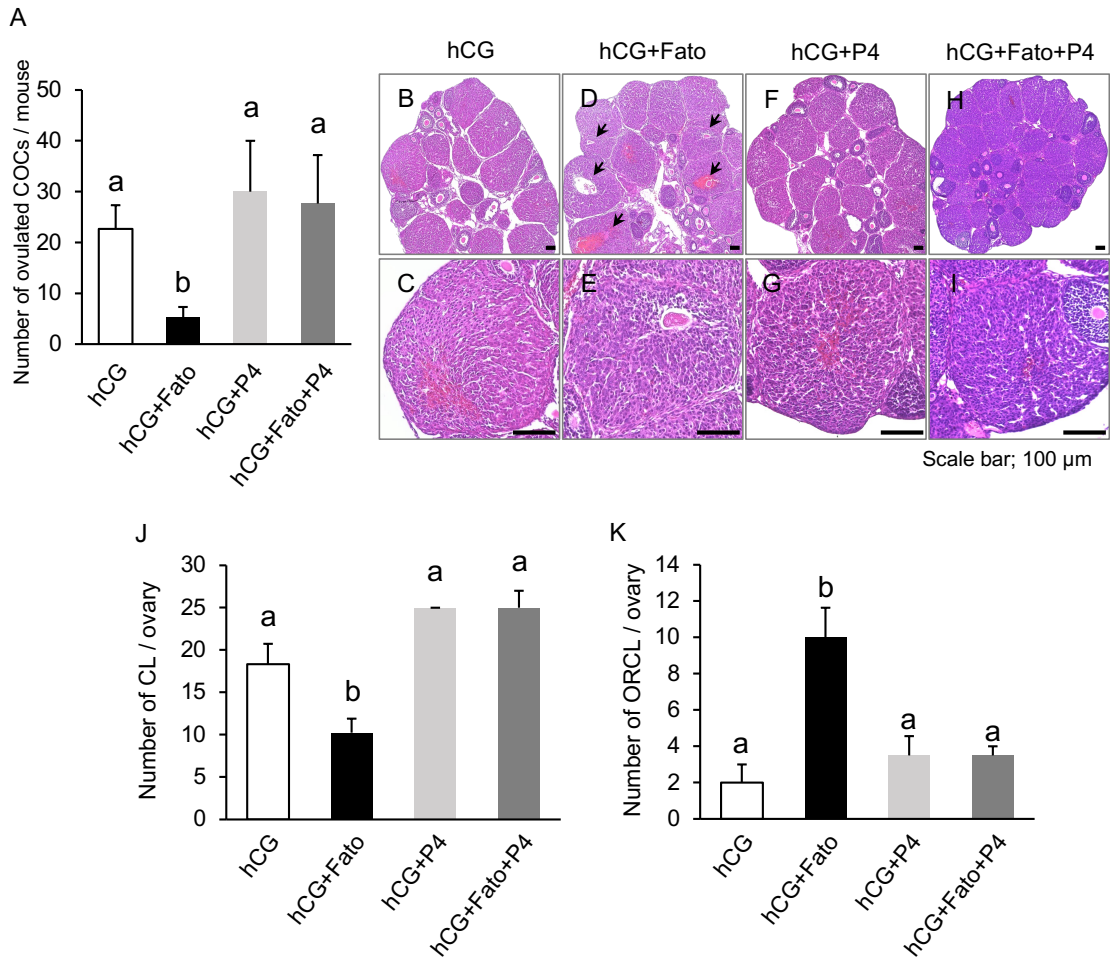 A
Number of ovulated COCs / mouse
50
40
30
20
10
0
a
b
a
a
hCG
hCG+Fato
hCG+P4
hCG+Fato+P4
hCG
hCG+Fato
hCG+P4
hCG+Fato+P4
B
D
F
H
C
E
G
I
Scale bar; 100 μm
J
Number of CL / ovary
30
25
20
15
10
5
0
a
b
a
a
hCG
hCG+Fato
hCG+P4
hCG+Fato+P4
K
Number of ORCL / ovary
14
12
10
8
6
4
2
0
a
b
a
a
hCG
hCG+Fato
hCG+P4
hCG+Fato+P4